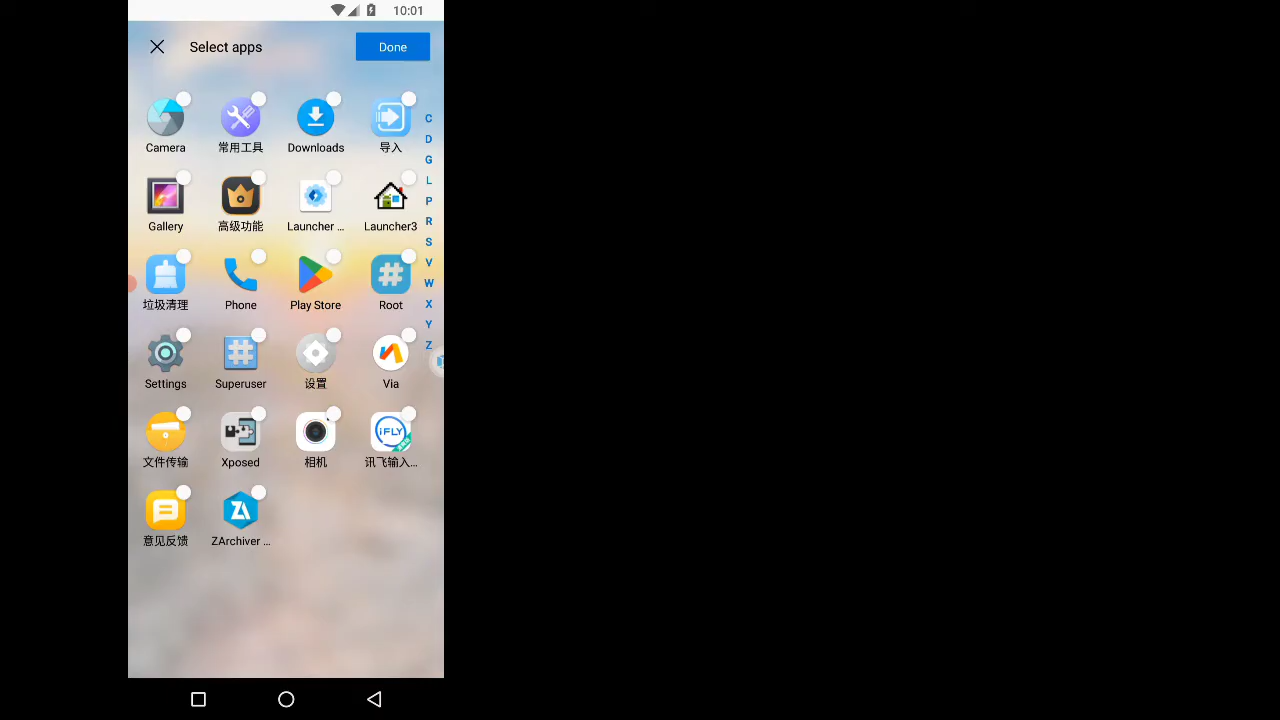 10:01
Select apps
Done
Camera
常用工具
Downloads
导入
Gallery
高级功能
Launcher ...
Launcher3
垃圾清理
Phone
Play Store
Root
Settings
Superuser
设置
Via
文件传输
Xposed
iFLY
相机
讯飞输入...
ZA
意见反馈
ZArchiver ...
C
D
G
L
P
R
S
V
W
X
Y
Z